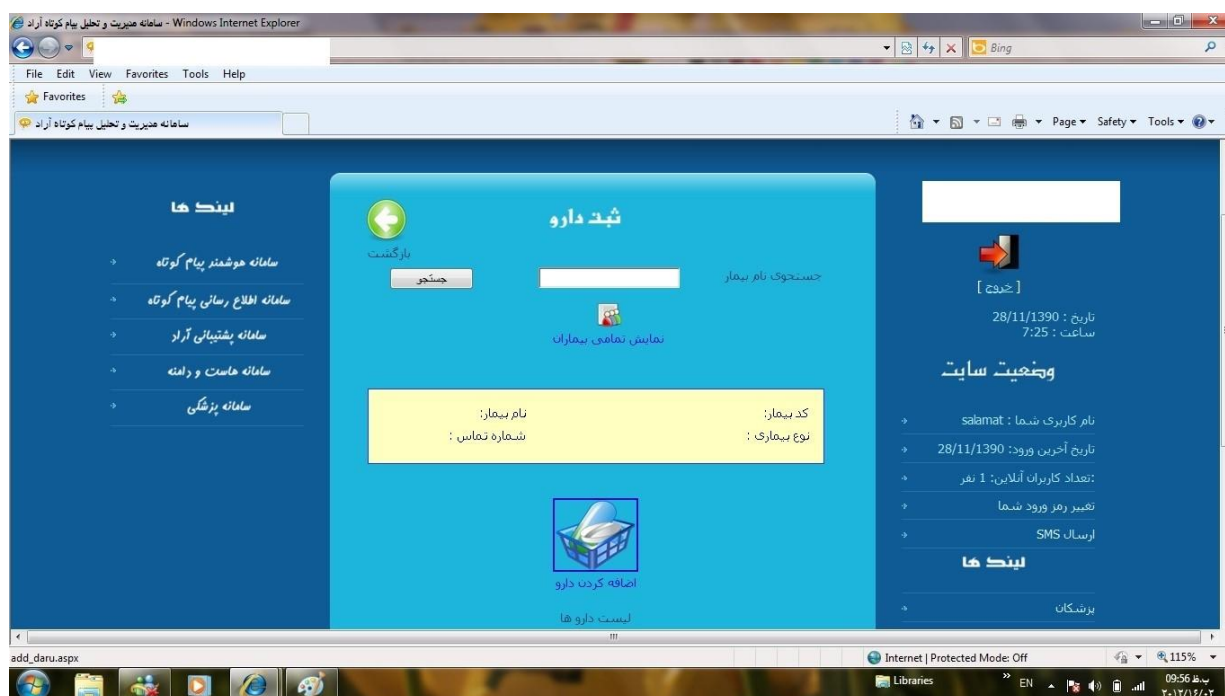 سامانه مدیریت و تحلیل پیام کوتاه آراد - Windows Internet Explorer
Bing
File Edit View Favorites Tools Help
Favorites
سامانه مدیریت و تحلیل پیام کوتاه آراد
Page Safety Tools
[ خروج ]
تاریخ : 28/11/1390
ساعت : 7:25
وضعیت سایت
نام کاربری شما : salamat
تاریخ آخرین ورود: 28/11/1390
تعداد کاربران آنلاین: 1 نفر:
تغییر رمز ورود شما
ارسال SMS
لینک ها
پزشکان
ثبت دارو
بازگشت
جستجوی نام بیمار
جستجو
نمایش تمامی بیماران
کد بیمار:
نام بیمار:
نوع بیماری :
شماره تماس :
اضافه کردن دارو
لیست دارو ها
لینک ها
سامانه هوشمند پیام کوتاه
سامانه اطلاع رسانی پیام کوتاه
سامانه پشتیبانی آراد
سامانه هاست و دامنه
سامانه پزشکی
add_daru.aspx
Internet | Protected Mode: Off
115%
Libraries
EN
09:56 ب.ظ